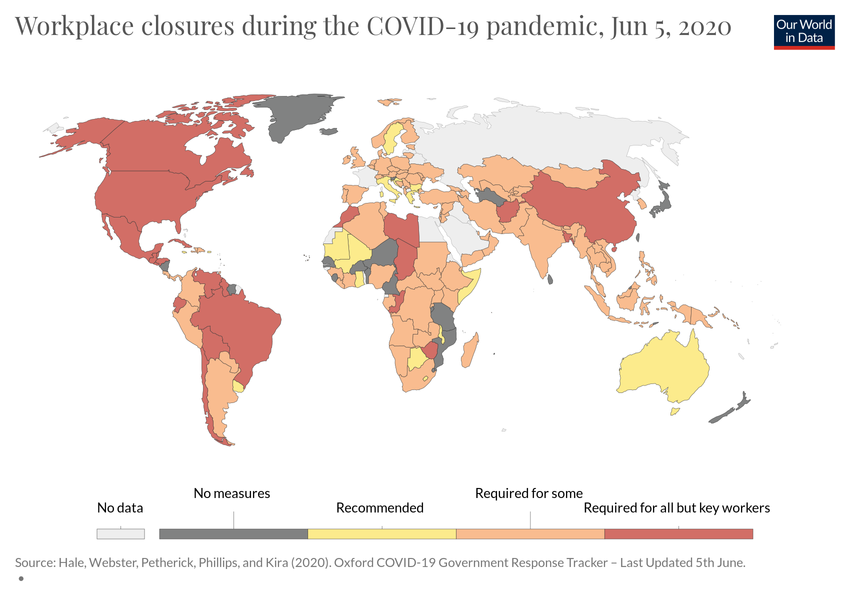 Workplace closures during the COVID-19 pandemic, Jun 5, 2020
Our World
in Data
No data
No measures
Recommended
Required for some
Required for all but key workers
Source: Hale, Webster, Petherick, Phillips, and Kira (2020). Oxford COVID-19 Government Response Tracker – Last Updated 5th June.
•